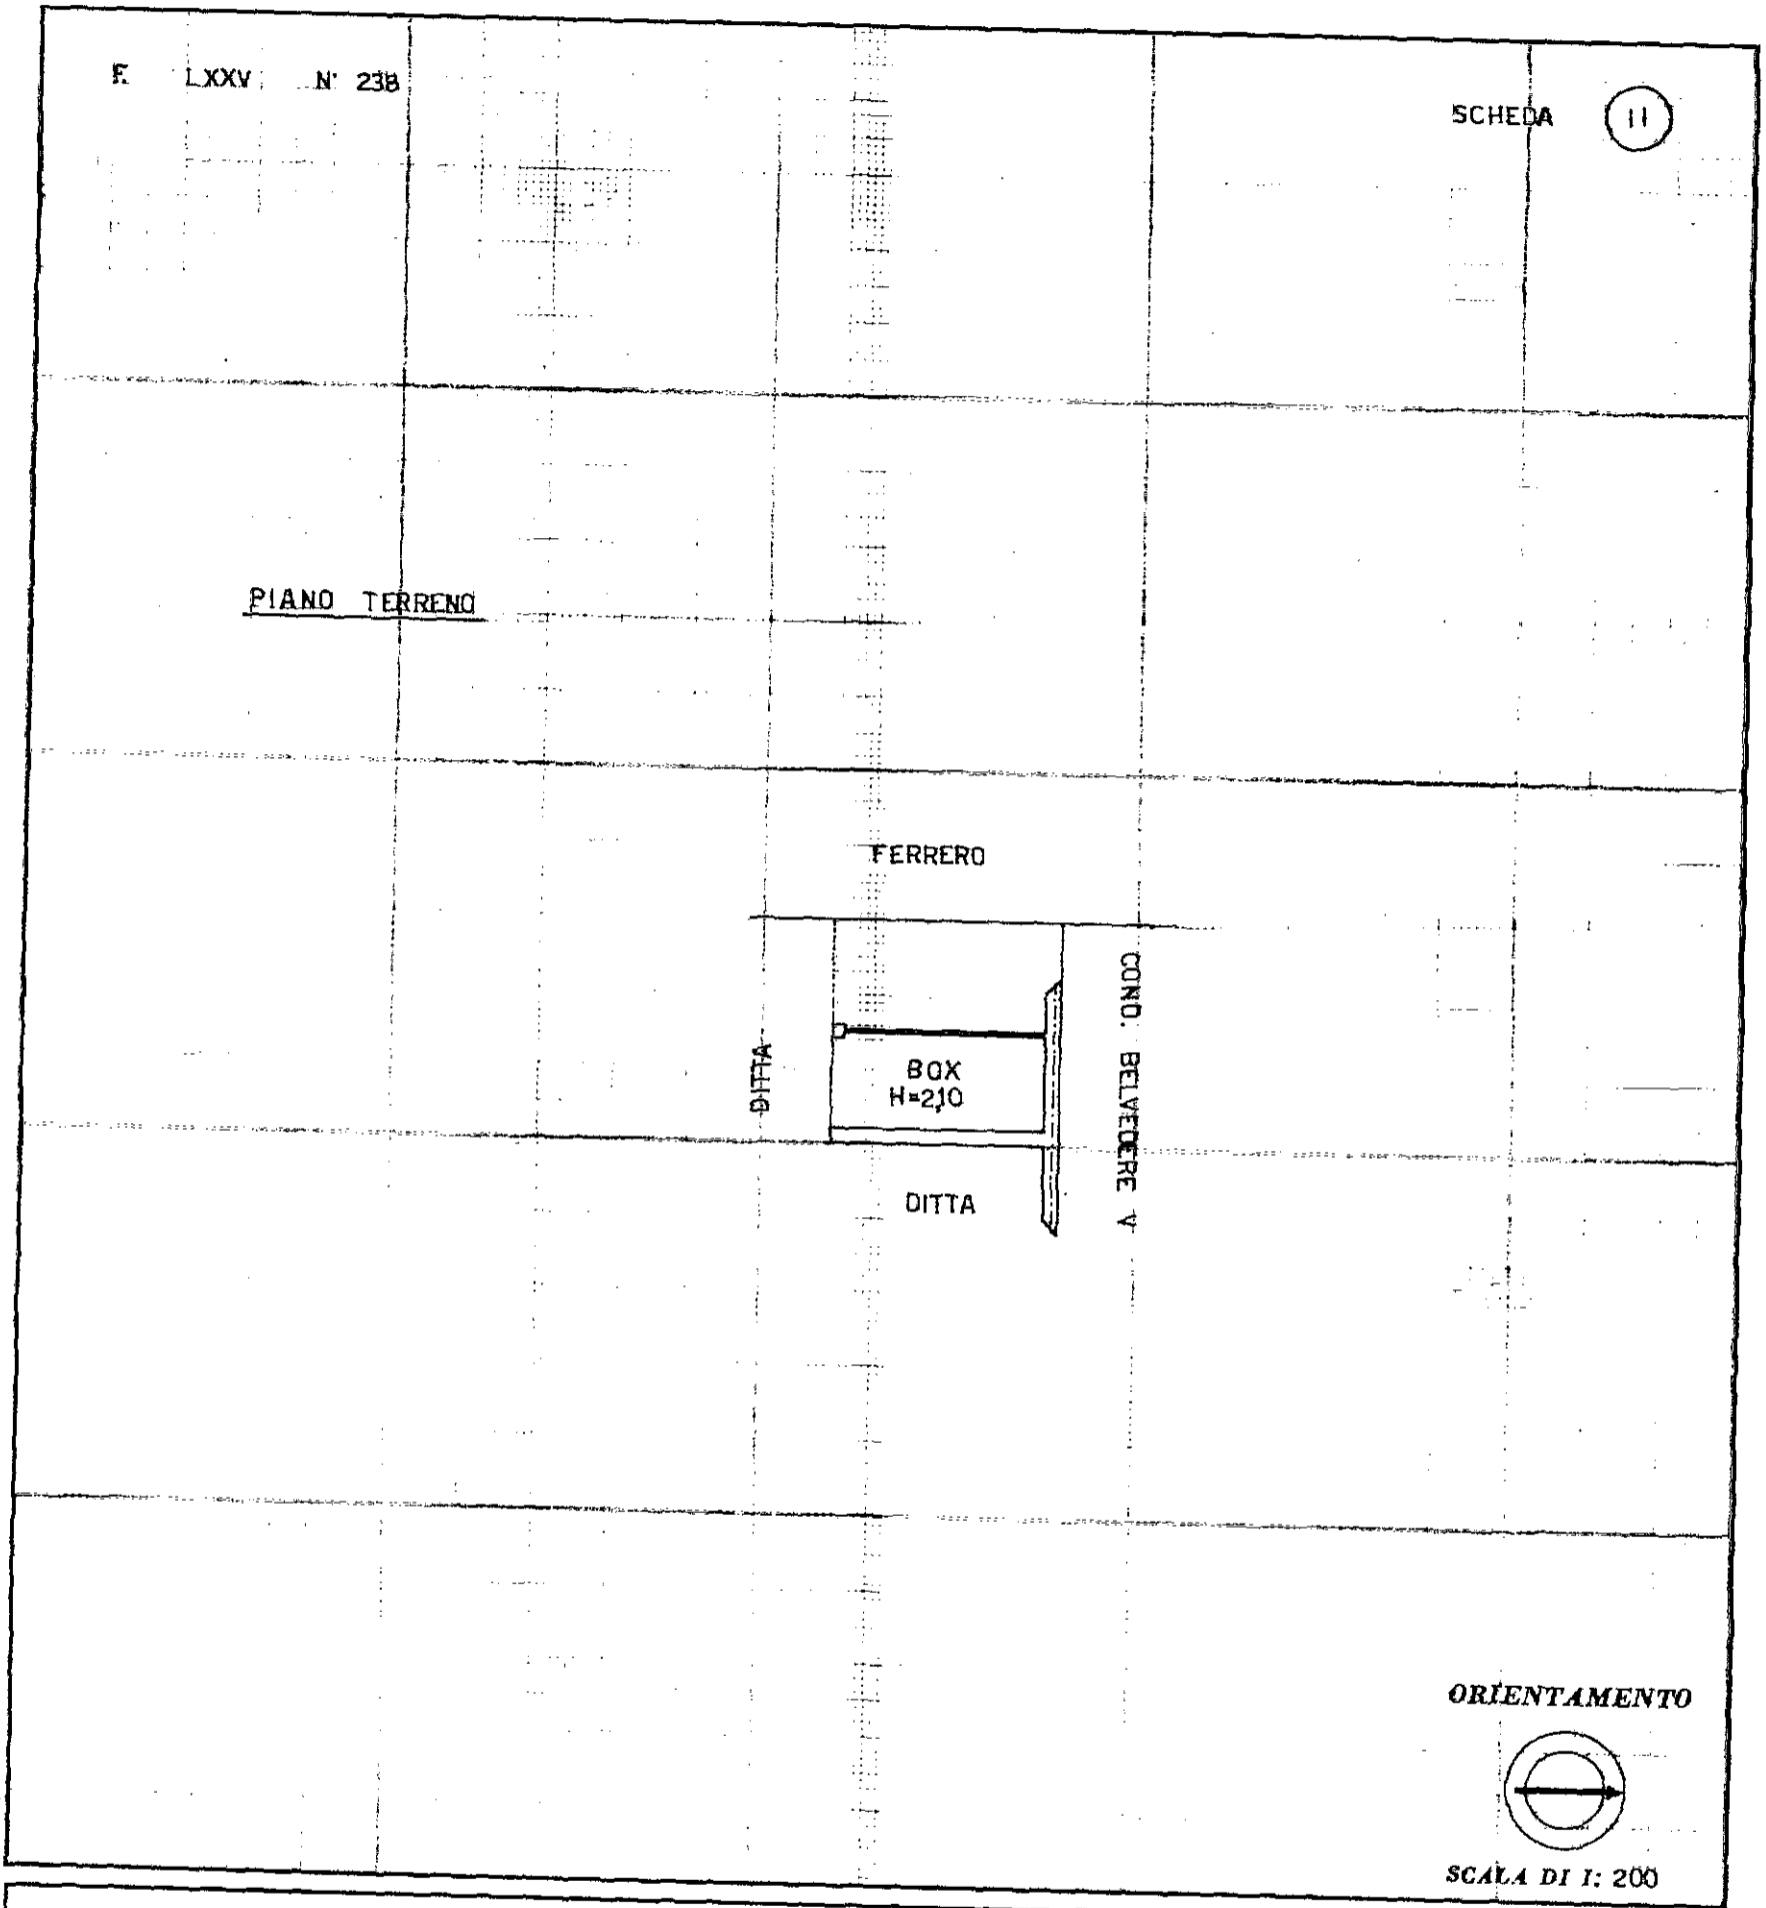 F. LXXV N° 238
SCHEDA 11
PIANO TERRENO
FERRERO
DITTA
BOX
H=2,10
COND. BELVEDERE V
DITTA
ORIENTAMENTO
SCALA DI 1: 200